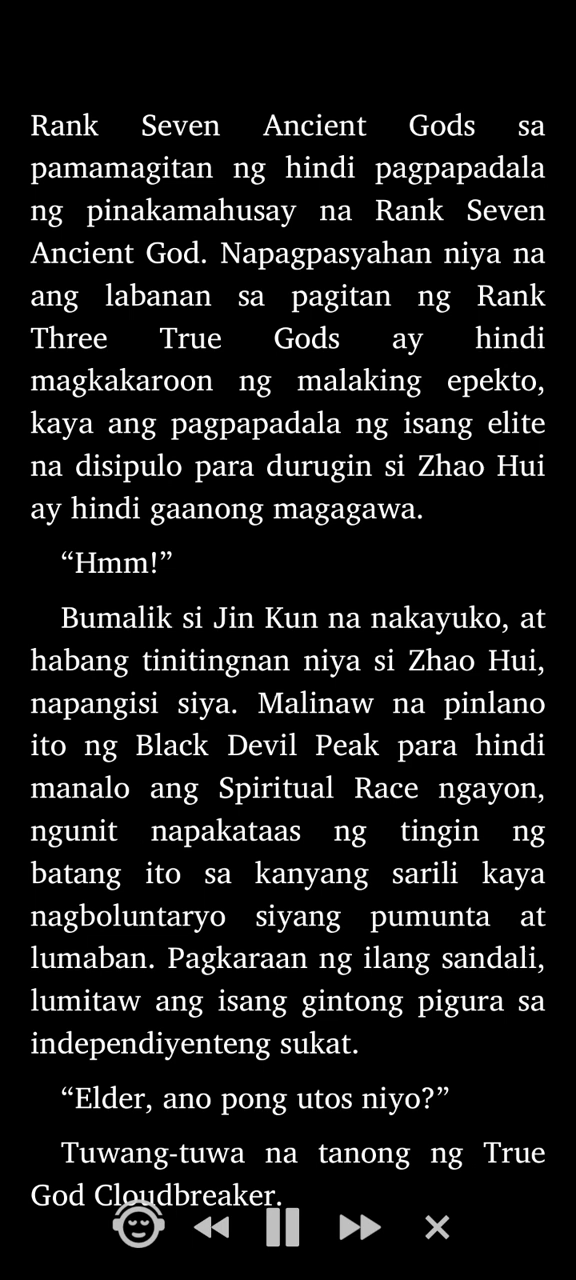 Rank Seven Ancient Gods sa
pamamagitan ng hindi pagpapadala
ng pinakamahusay na Rank Seven
Ancient God. Napagpasyahan niya na
ang labanan sa pagitan ng Rank
Three True Gods ay hindi
magkakaroon ng malaking epekto,
kaya ang pagpapadala ng isang elite
na disipulo para durugin si Zhao Hui
ay hindi gaanong magagawa.
“Hmm!”
Bumalik si Jin Kun na nakayuko, at
habang tinitingnan niya si Zhao Hui,
napangisi siya. Malinaw na pinlano
ito ng Black Devil Peak para hindi
manalo ang Spiritual Race ngayon,
ngunit napakataas ng tingin ng
batang ito sa kanyang sarili kaya
nagboluntaryo siyang pumunta at
lumaban. Pagkaraan ng ilang sandali,
lumitaw ang isang gintong pigura sa
independiyenteng sukat.
“Elder, ano pong utos niyo?”
Tuwang-tuwa na tanong ng True
God Cloudbreaker.